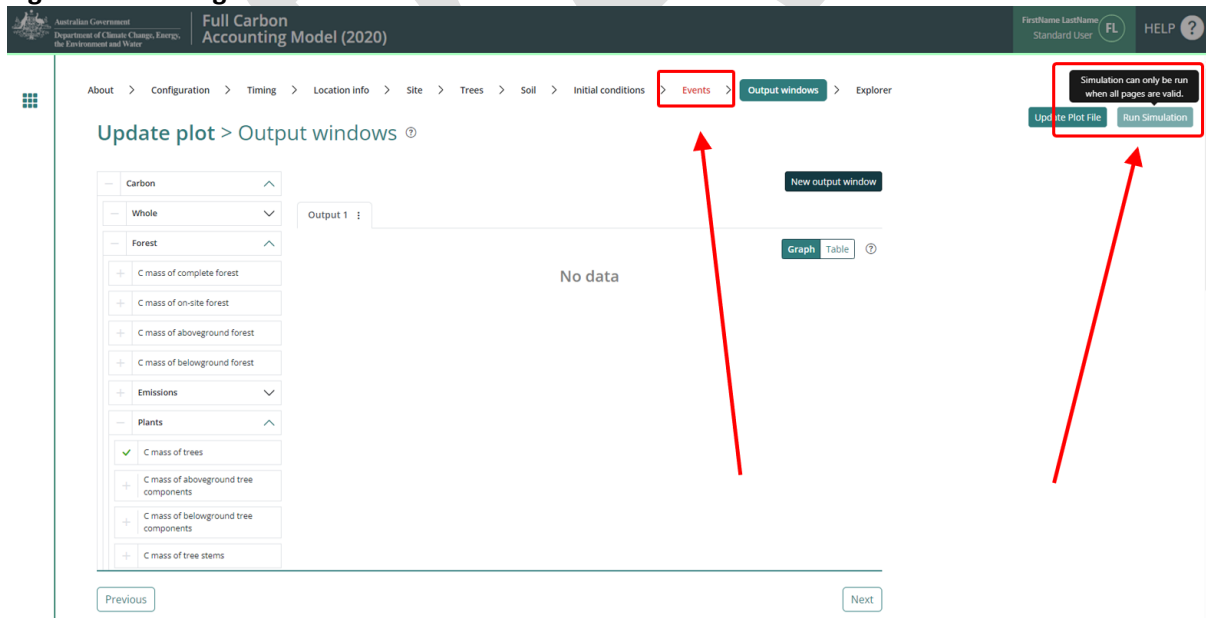 Australian Government
Department of Climate Change, Energy,
the Environment and Water
Full Carbon
Accounting Model (2020)
FirstName LastName
Standard User
FL
HELP ?
About > Configuration > Timing > Location info > Site > Trees > Soil > Initial conditions > Events > Output windows > Explorer
Simulation can only be run
when all pages are valid.
Update Plot File
Run Simulation
Update plot > Output windows ?
Carbon
New output window
Whole
Output 1
Forest
Graph Table ?
C mass of complete forest
No data
C mass of on-site forest
C mass of aboveground forest
C mass of belowground forest
Emissions
Plants
C mass of trees
C mass of aboveground tree
components
C mass of belowground tree
components
C mass of tree stems
Previous
Next